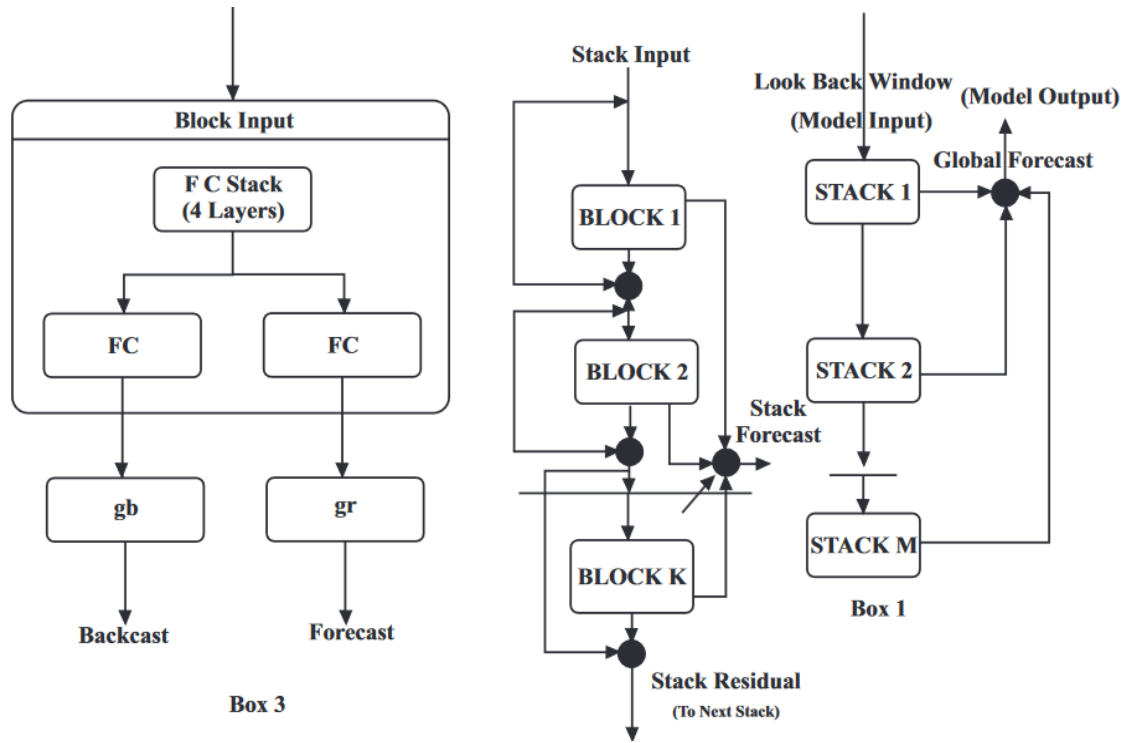 Block Input
F C Stack
(4 Layers)
FC
FC
gb
gr
Backcast
Forecast
Box 3
Stack Input
BLOCK 1
BLOCK 2
Stack
Forecast
BLOCK K
Stack Residual
(To Next Stack)
Look Back Window
(Model Input)
(Model Output)
Global Forecast
STACK 1
STACK 2
STACK M
Box 1